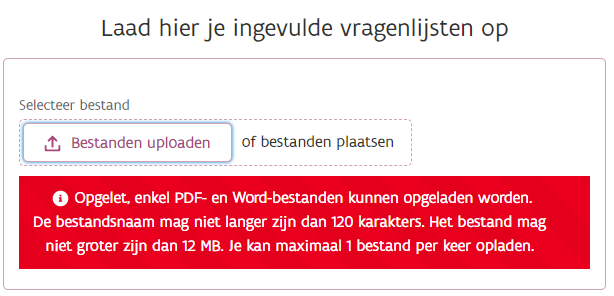 Laad hier je ingevulde vragenlijsten op
Selecteer bestand
Bestanden uploaden of bestanden plaatsen
Opgelet, enkel PDF- en Word-bestanden kunnen opgeladen worden.
De bestandsnaam mag niet langer zijn dan 120 karakters. Het bestand mag
niet groter zijn dan 12 MB. Je kan maximaal 1 bestand per keer opladen.